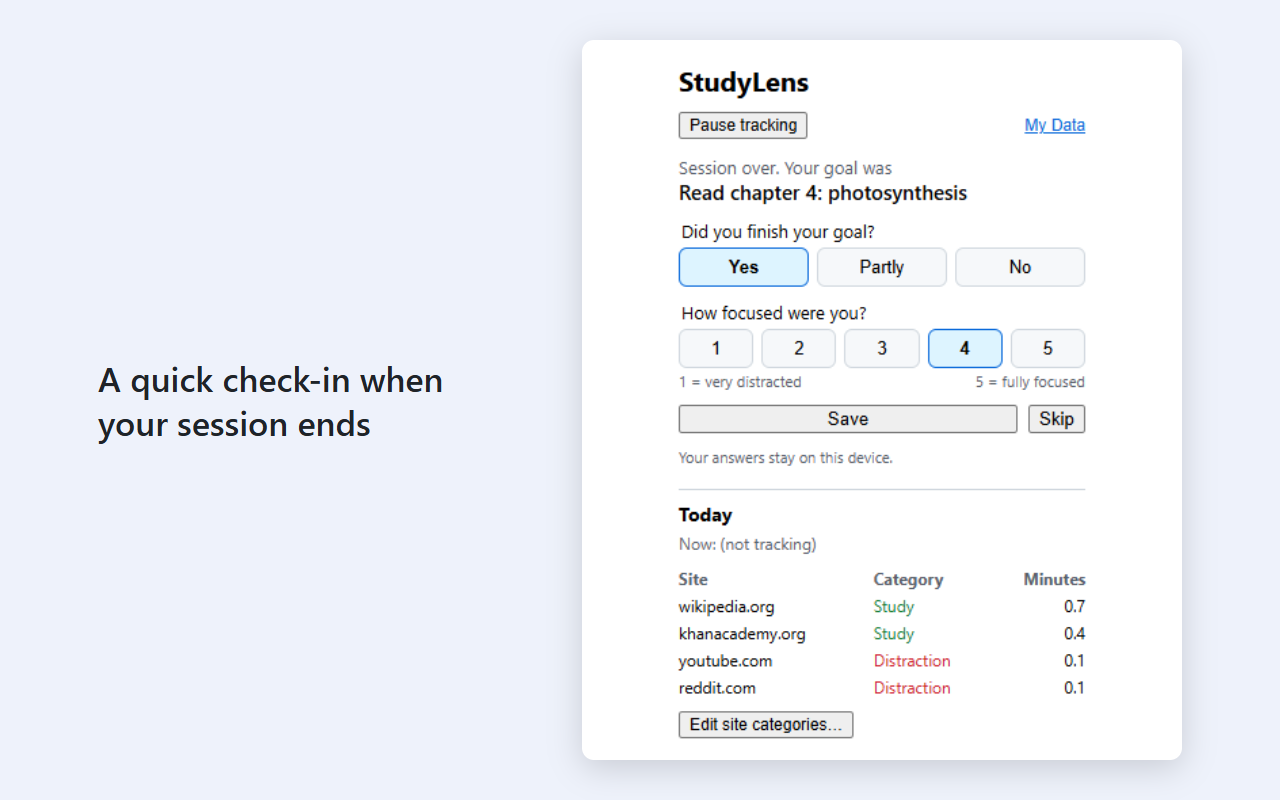 A quick check-in when
your session ends
StudyLens
Pause tracking My Data
Session over. Your goal was
Read chapter 4: photosynthesis
Did you finish your goal?
Yes Partly No
How focused were you?
1 2 3 4 5
1 = very distracted 5 = fully focused
Save Skip
Your answers stay on this device.
Today
Now: (not tracking)
Site Category Minutes
wikipedia.org Study 0.7
khanacademy.org Study 0.4
youtube.com Distraction 0.1
reddit.com Distraction 0.1
Edit site categories...